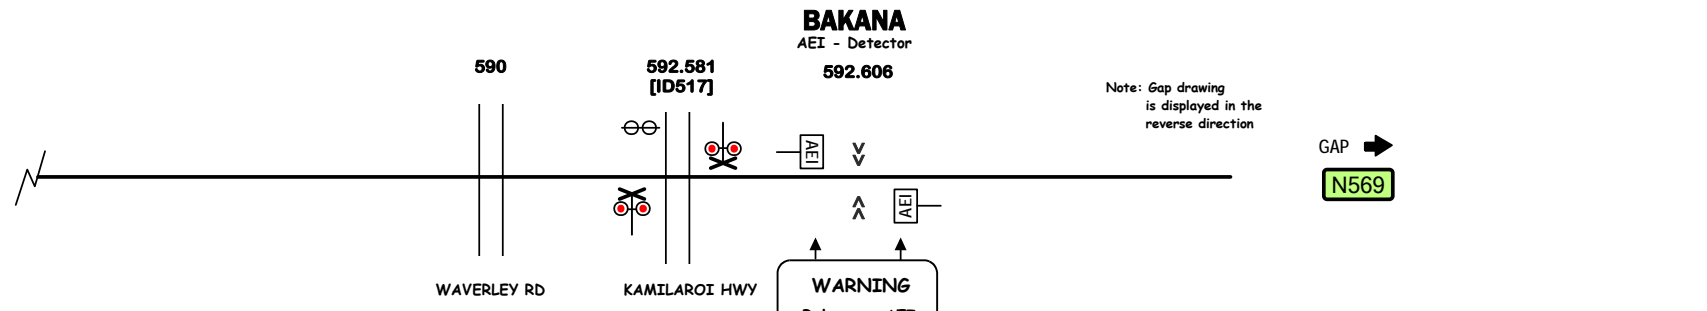 BAKANA
AEI - Detector
590
592.581
[ID517]
592.606
Note: Gap drawing
is displayed in the
reverse direction
GAP
N569
AEI
AEI
WAVERLEY RD
KAMILAROI HWY
WARNING